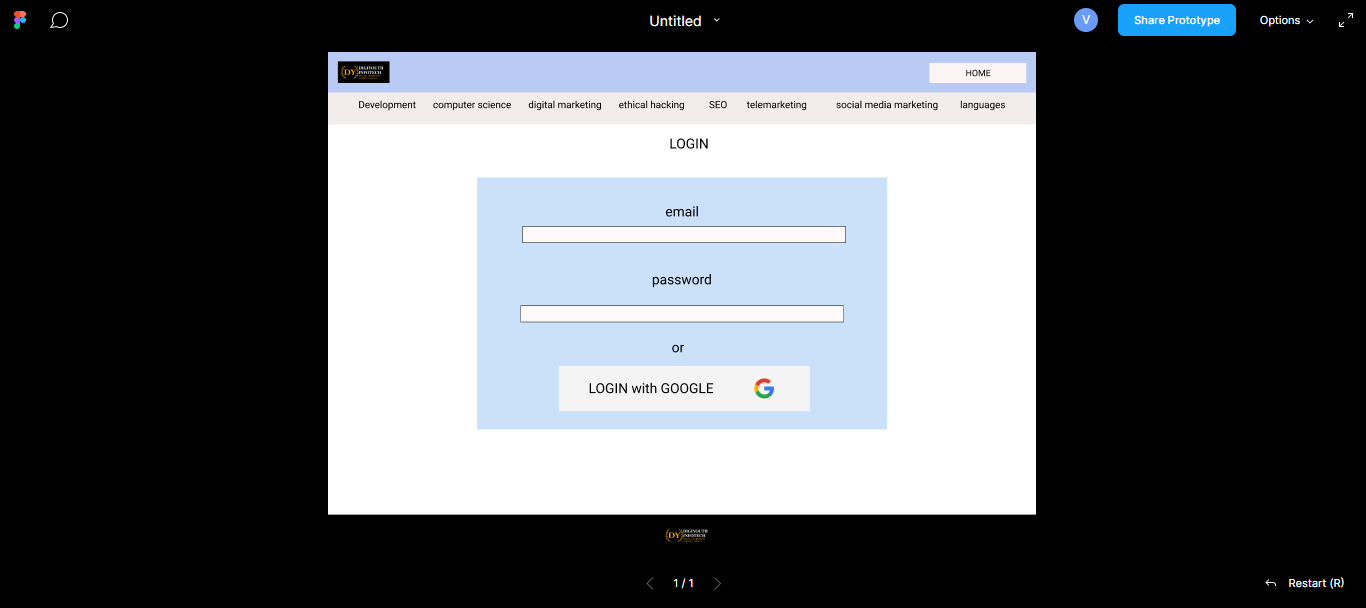 Untitled
V
Share Prototype
Options
DY DIGIYOUTH
INFOTECH
HOME
Development computer science digital marketing ethical hacking SEO telemarketing social media marketing languages
LOGIN
email
password
or
LOGIN with GOOGLE
DY DIGIYOUTH
INFOTECH
1 / 1
Restart (R)